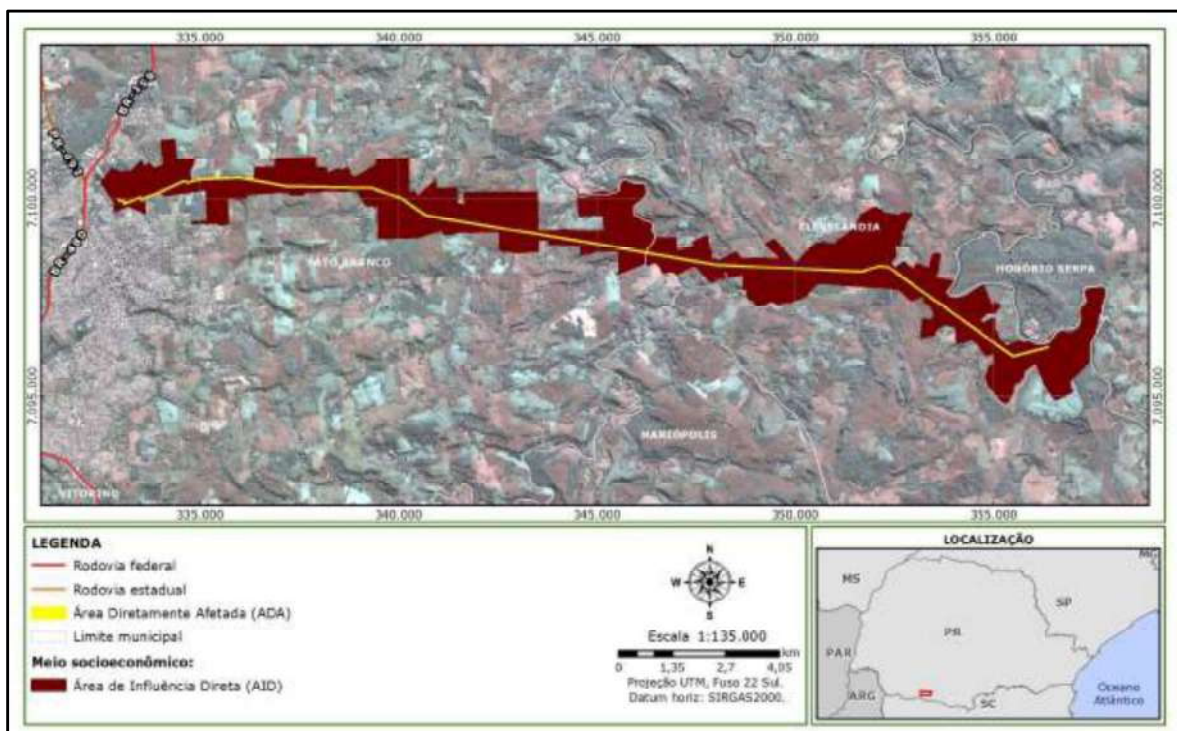 335.000 340.000 345.000 350.000 355.000
7.100.000
7.100.000
CLEVELÂNDIA
PATO BRANCO
HONÓRIO SERPA
7.095.000
7.095.000
MARIÓPOLIS
VITORINO
335.000 340.000 345.000 350.000 355.000
LEGENDA
Rodovia federal
Rodovia estadual
Área Diretamente Afetada (ADA)
Limite municipal
Meio socioeconômico:
Área de Influência Direta (AID)
N
W E
S
Escala 1:135.000
km
0 1,35 2,7 4,05
Projeção UTM, Fuso 22 Sul.
Datum horiz: SIRGAS2000.
LOCALIZAÇÃO
MG
MS
SP
PR
PAR
ARG
SC
Oceano
Atlântico